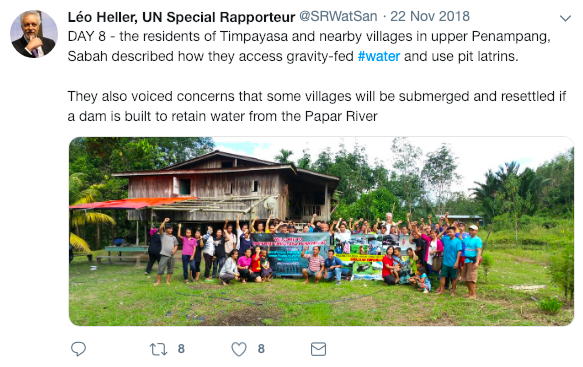 Léo Heller, UN Special Rapporteur @SRWatSan · 22 Nov 2018
DAY 8 - the residents of Timpayasa and nearby villages in upper Penampang,
Sabah described how they access gravity-fed #water and use pit latrins.
They also voiced concerns that some villages will be submerged and resettled if
a dam is built to retain water from the Papar River
8
8